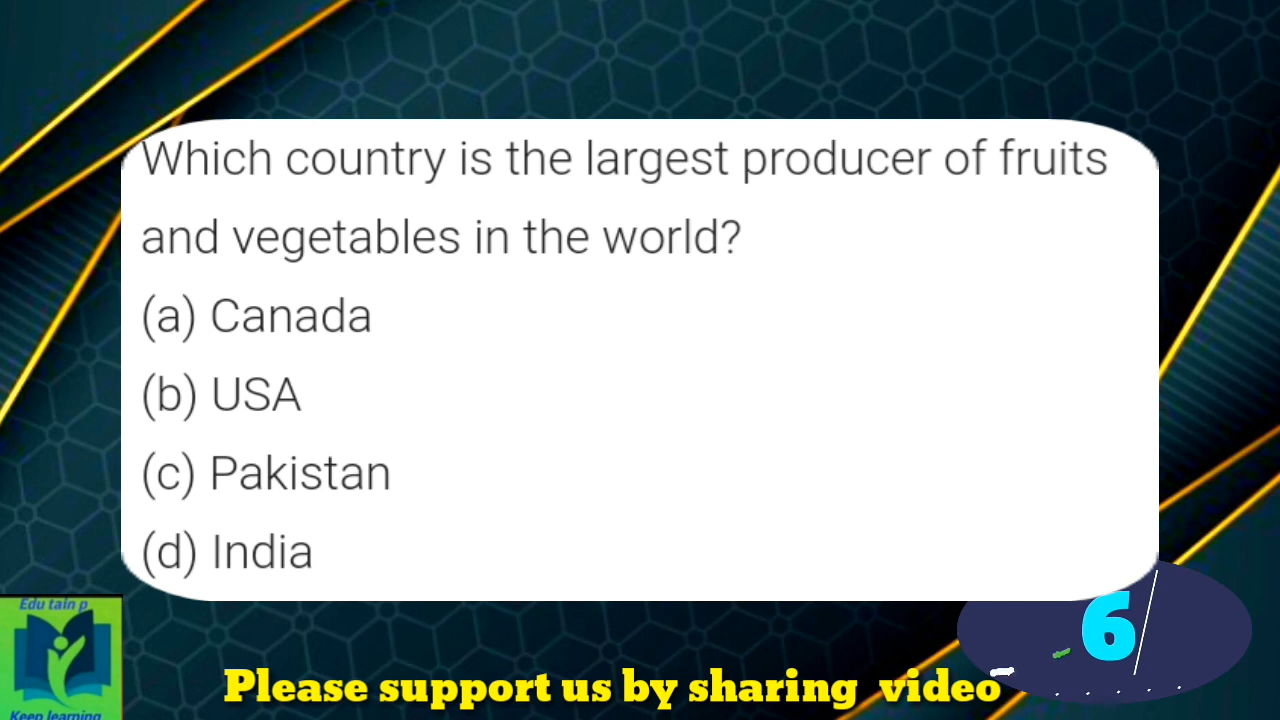 Which country is the largest producer of fruits
and vegetables in the world?
(a) Canada
(b) USA
(c) Pakistan
(d) India
6
Edu tain p
Keep learning
Please support us by sharing video